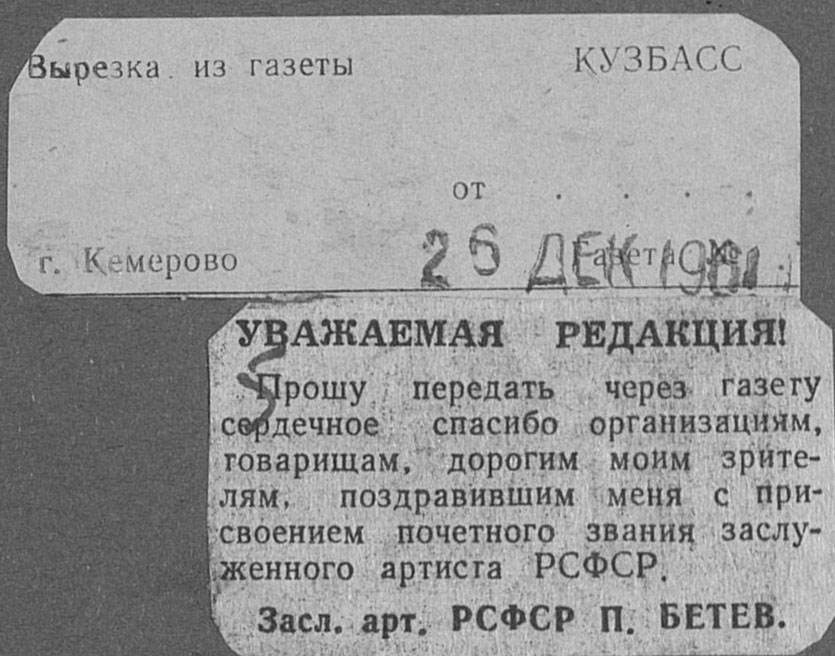 Вырезка из газеты КУЗБАСС
от . . . .
г. Кемерово Газета №
26 ДЕК 1961
УВАЖАЕМАЯ РЕДАКЦИЯ!
Прошу передать через газету
сердечное спасибо организациям,
товарищам, дорогим моим зрите-
лям, поздравившим меня с при-
своением почетного звания заслу-
женного артиста РСФСР.
Засл. арт. РСФСР П. БЕТЕВ.